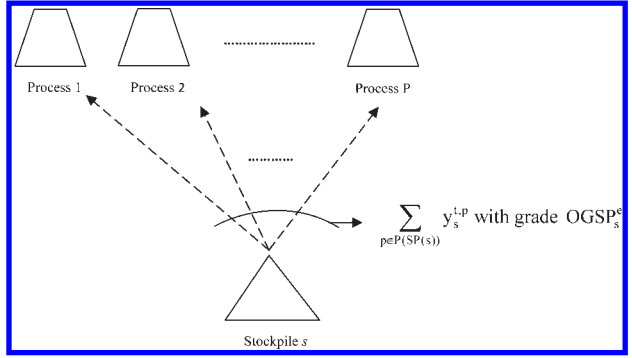 Process 1
Process 2
Process P
∑ y_s^{t,p} with grade OGSP_s^e
p∈P(SP(s))
Stockpile s